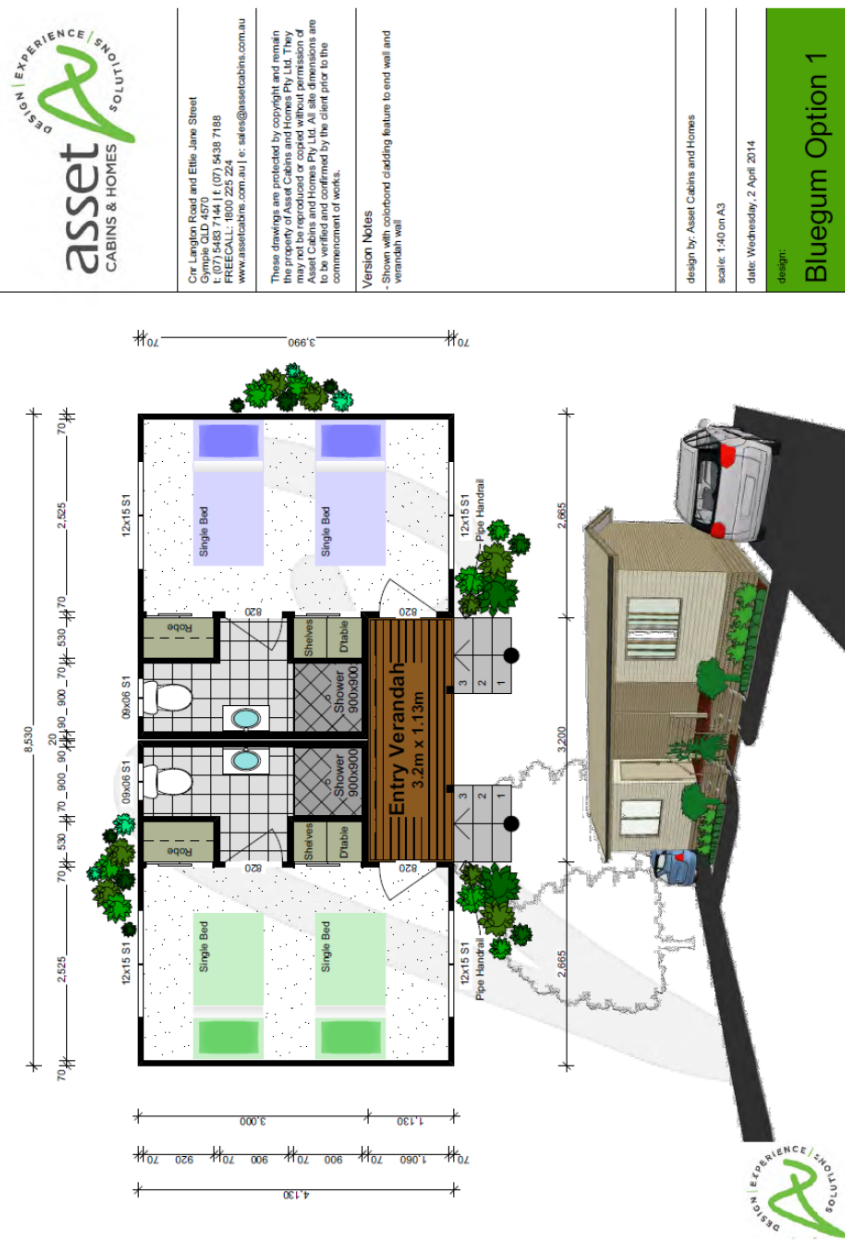 DESIGN | EXPERIENCE | SOLUTIONS
asset
CABINS & HOMES
Cnr Langton Road and Ettie Jane Street
Gympie QLD 4570
t: (07) 5483 7144 | f: (07) 5438 7188
FREECALL: 1800 225 224
www.assetcabins.com.au | e: sales@assetcabins.com.au
These drawings are protected by copyright and remain
the property of Asset Cabins and Homes Pty Ltd. They
may not be reproduced or copied without permission of
Asset Cabins and Homes Pty Ltd. All site dimensions are
to be verified and confirmed by the client prior to the
commencment of works.
Version Notes
- Shown with colorbond cladding feature to end wall and
verandah wall
design by: Asset Cabins and Homes
scale: 1:40 on A3
date: Wednesday, 2 April 2014
design:
Bluegum Option 1
8,530
20
70 2,525 70 530 70 900 90 90 900 70 530 70 2,525 70
12x15 S1
09x06 S1
09x06 S1
12x15 S1
70 3,990 70
4,130
70 920 70 900 70 1,060 70
3,000 1,130
Single Bed
Single Bed
Single Bed
Single Bed
Robe
Robe
820
820
Shelves
D'table
Shelves
D'table
Shower
900x900
Shower
900x900
820
820
Entry Verandah
3.2m x 1.13m
3
2
1
3
2
1
12x15 S1
Pipe Handrail
12x15 S1
Pipe Handrail
2,665 3,200 2,665
DESIGN | EXPERIENCE | SOLUTIONS